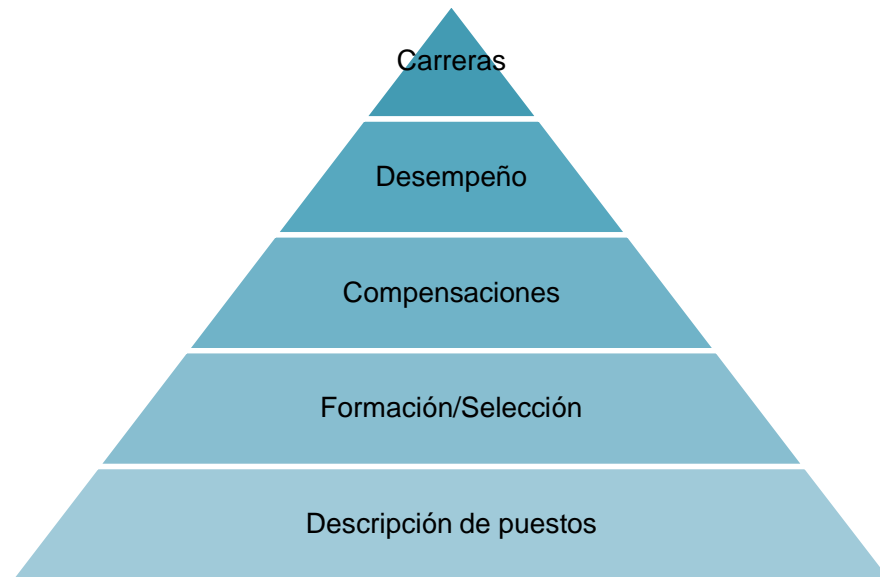 Carreras
Desempeño
Compensaciones
Formación/Selección
Descripción de puestos